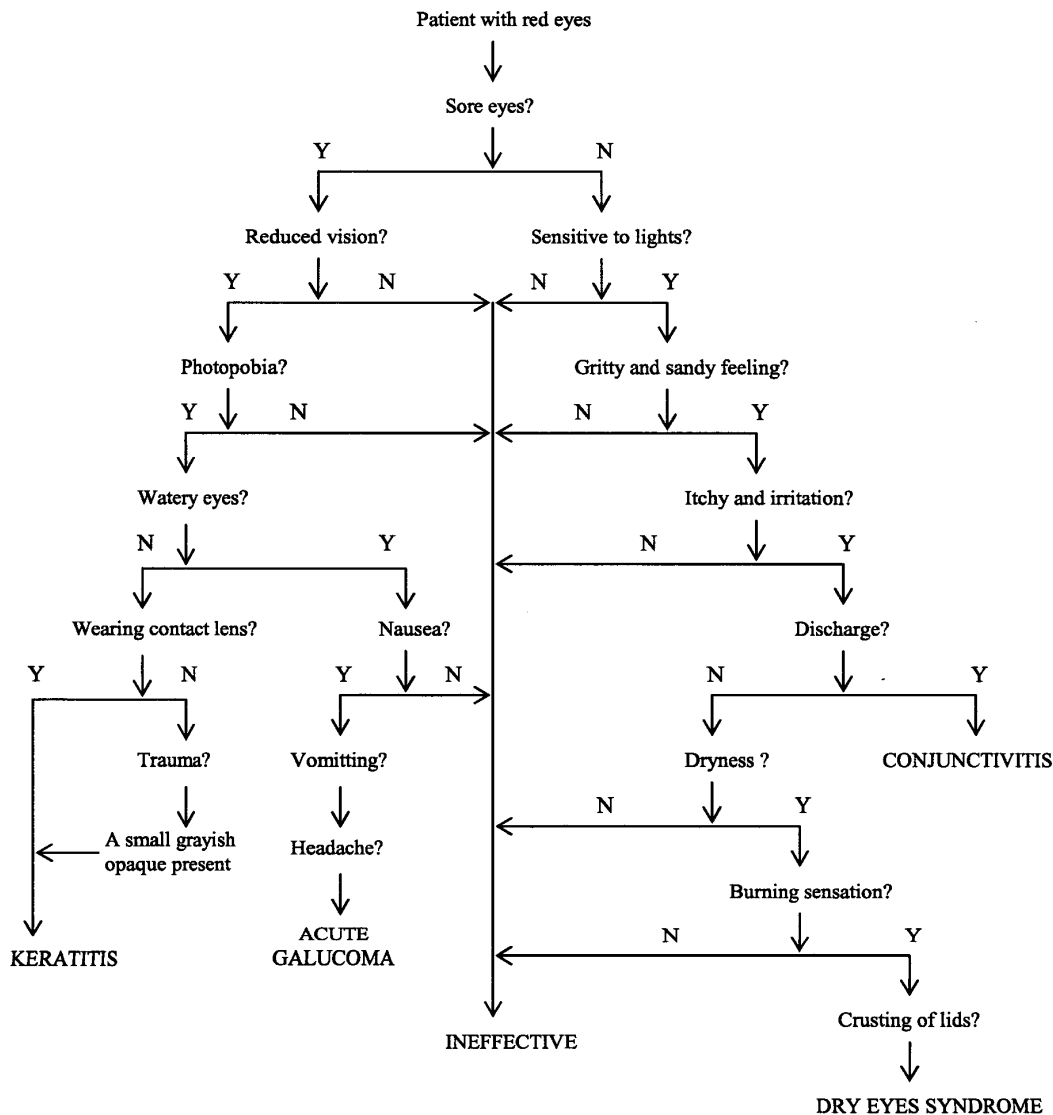 Patient with red eyes
Sore eyes?
Y N
Reduced vision? Sensitive to lights?
Y N N Y
Photopobia? Gritty and sandy feeling?
Y N N Y
Watery eyes? Itchy and irritation?
N Y N Y
Wearing contact lens? Nausea? Discharge?
Y N Y N N Y
Trauma? Vomitting? Dryness ? CONJUNCTIVITIS
N Y
A small grayish
opaque present
Headache?
Burning sensation?
N Y
KERATITIS
ACUTE
GALUCOMA
Crusting of lids?
INEFFECTIVE
DRY EYES SYNDROME